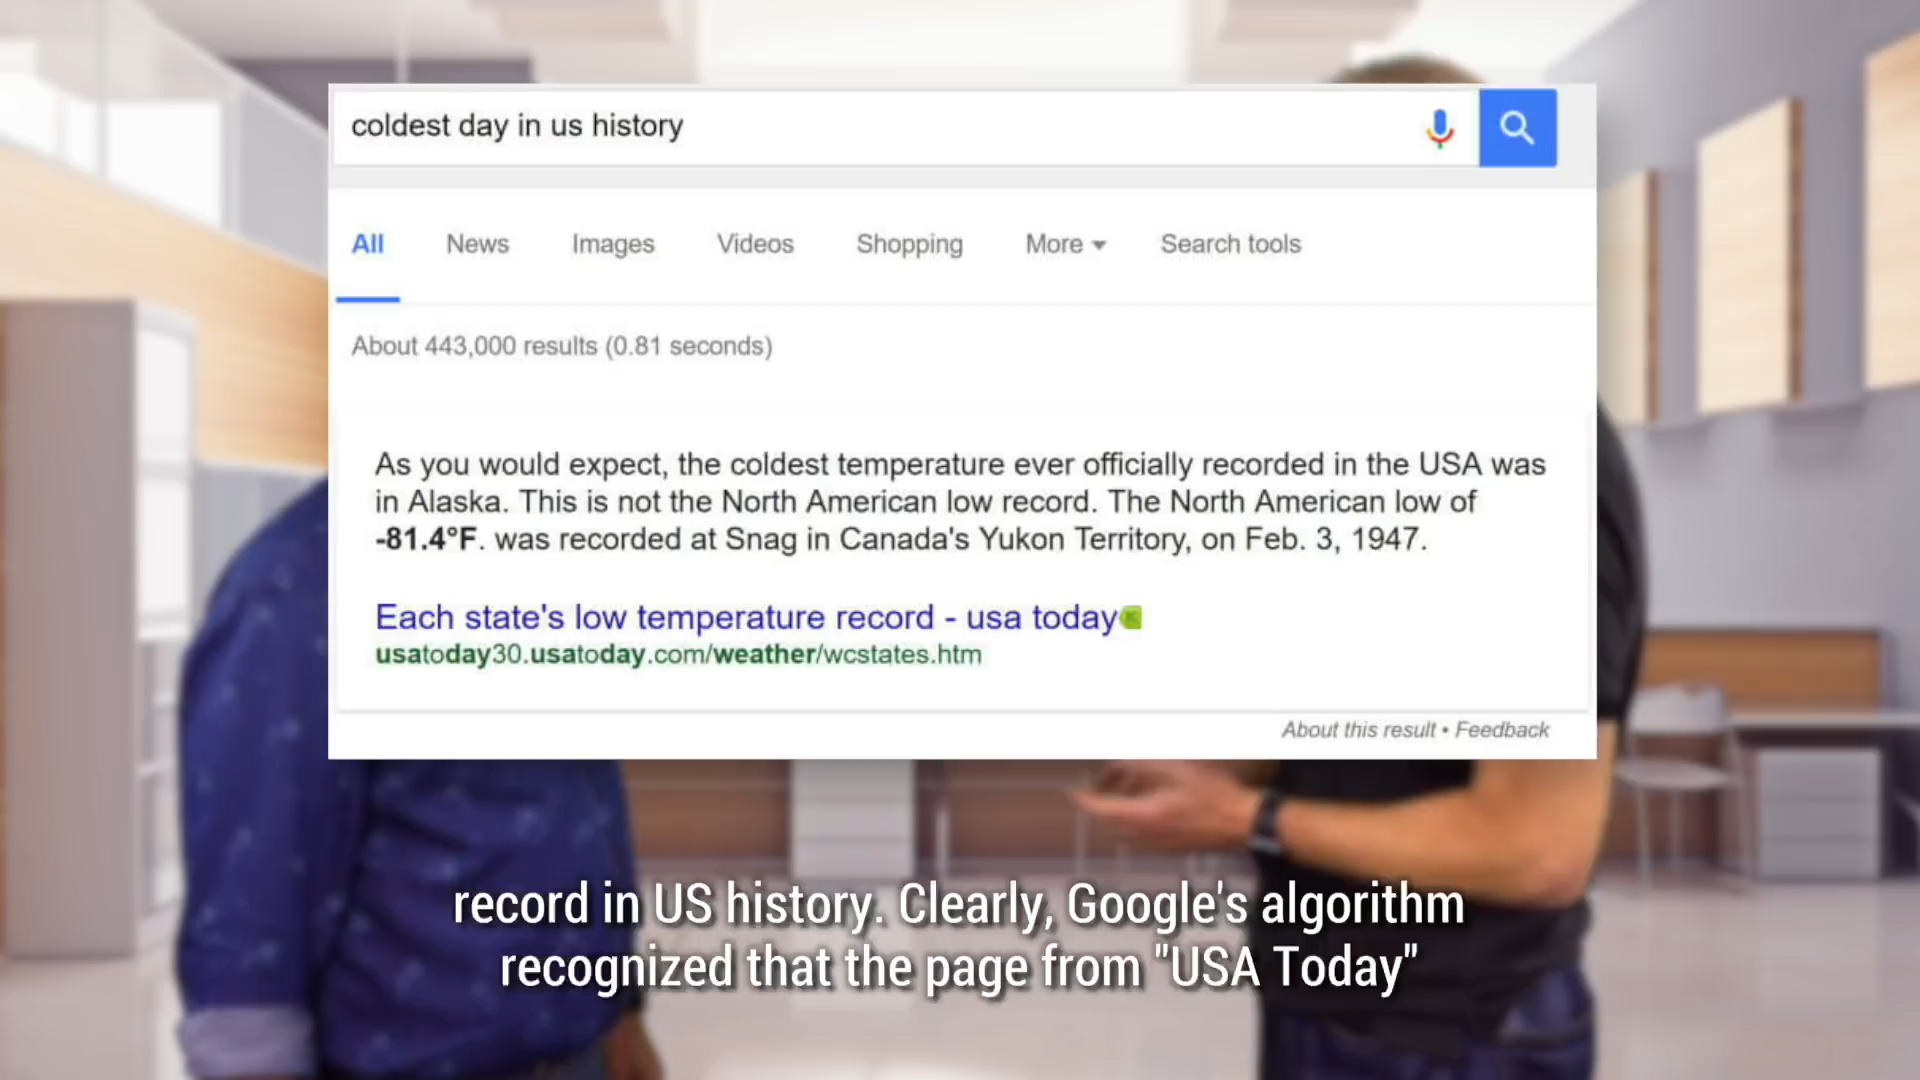 coldest day in us history
All News Images Videos Shopping More Search tools
About 443,000 results (0.81 seconds)
As you would expect, the coldest temperature ever officially recorded in the USA was
in Alaska. This is not the North American low record. The North American low of
-81.4°F. was recorded at Snag in Canada's Yukon Territory, on Feb. 3, 1947.
Each state's low temperature record - usa today
usatoday30.usatoday.com/weather/wcstates.htm
About this result • Feedback
record in US history. Clearly, Google's algorithm
recognized that the page from "USA Today"